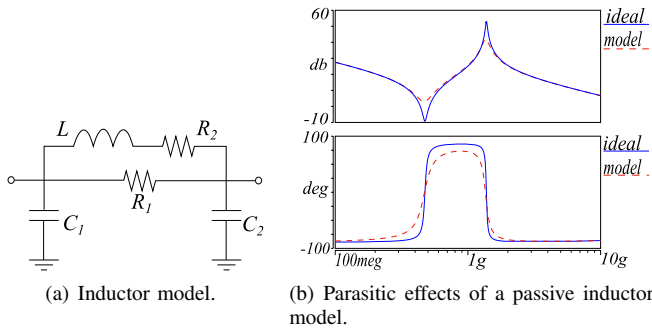 L
R2
R1
C1
C2
60
db
-10
ideal
model
100
deg
-100
ideal
model
100meg
1g
10g
(a) Inductor model.
(b) Parasitic effects of a passive inductor
model.